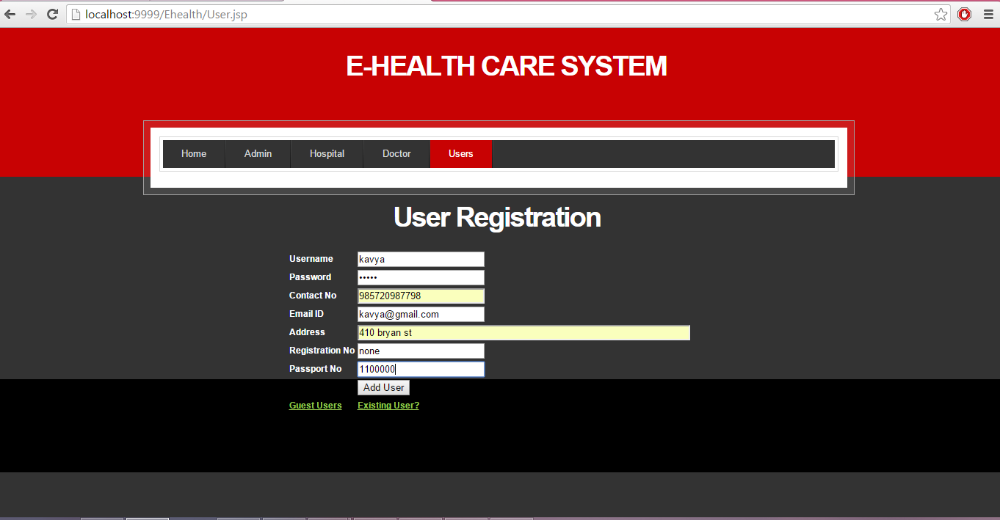 localhost:9999/Ehealth/User.jsp
E-HEALTH CARE SYSTEM
Home Admin Hospital Doctor Users
User Registration
Username kavya
Password •••••
Contact No 985720987798
Email ID kavya@gmail.com
Address 410 bryan st
Registration No none
Passport No 1100000
Add User
Guest Users Existing User?